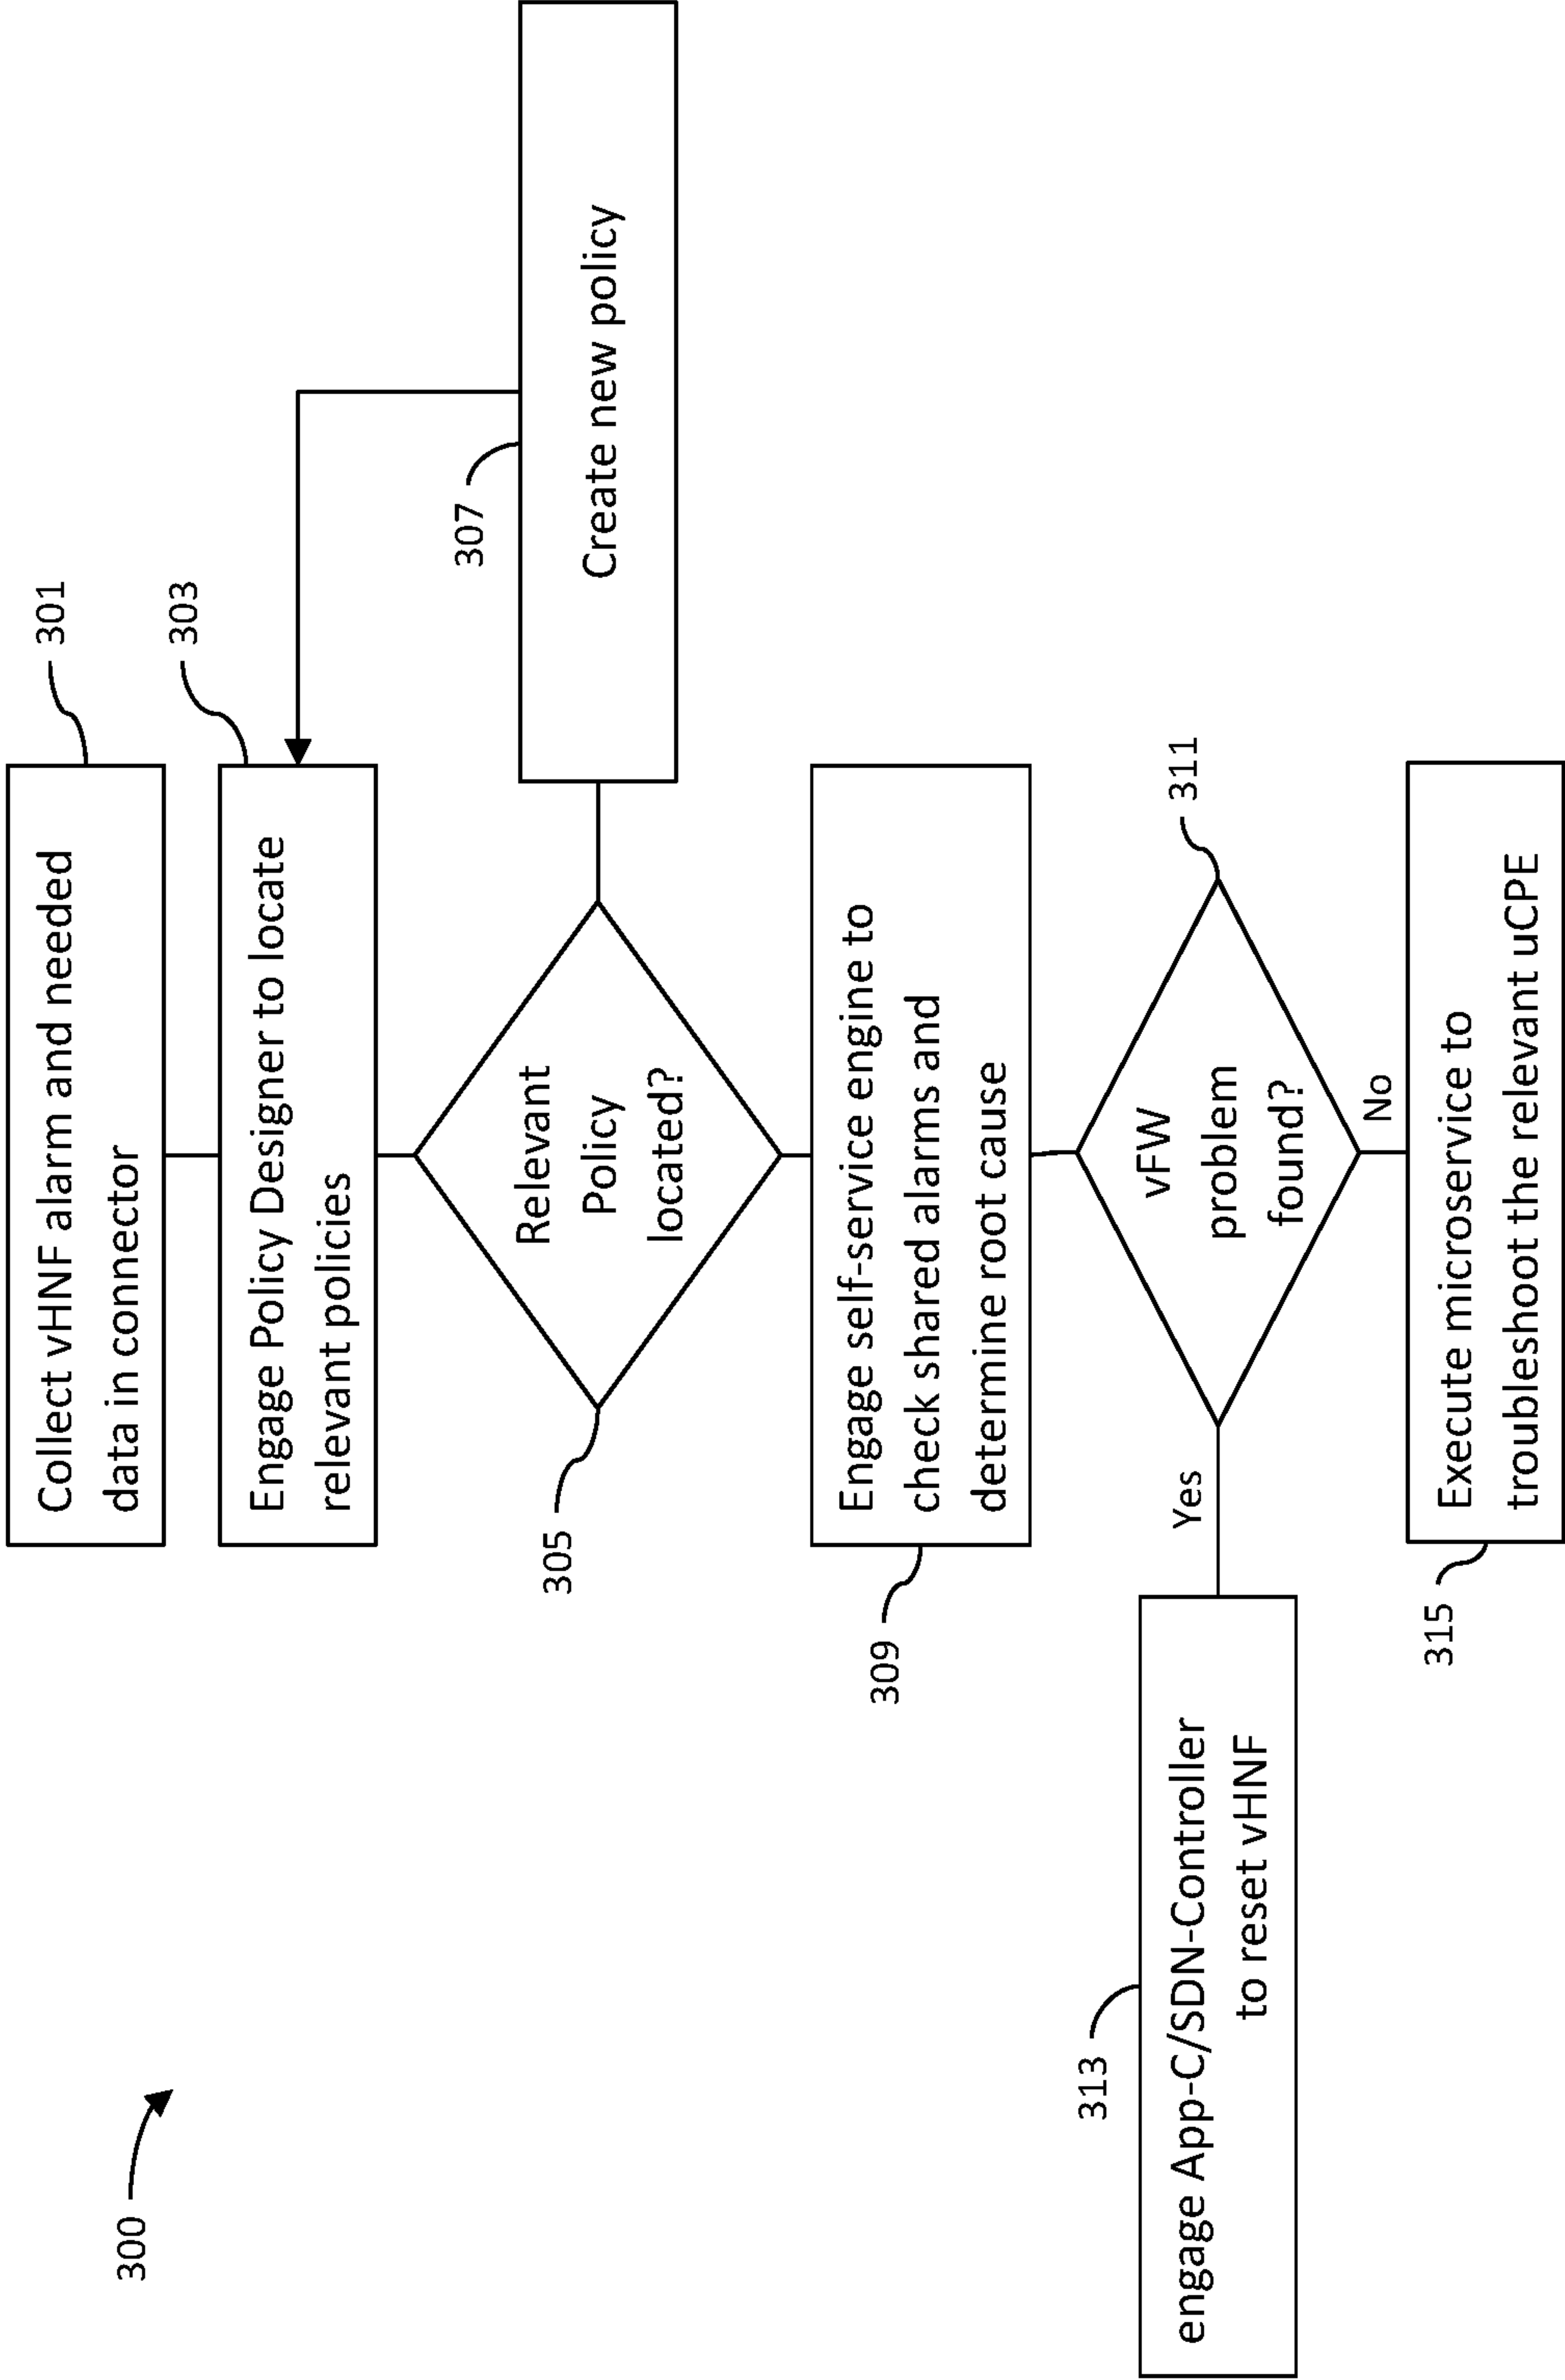 300
301
Collect vHNF alarm and needed
data in connector
303
Engage Policy Designer to locate
relevant policies
305
Relevant
Policy
located?
307
Create new policy
309
Engage self-service engine to
check shared alarms and
determine root cause
311
vFW
problem
found?
Yes
313
engage App-C/SDN-Controller
to reset vHNF
No
315
Execute microservice to
troubleshoot the relevant uCPE